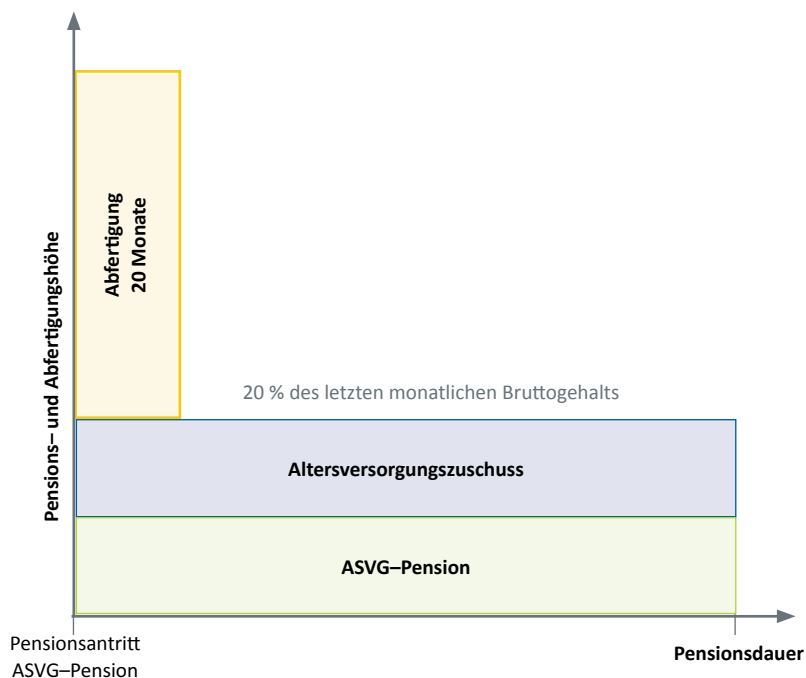 Pensions– und Abfertigungshöhe
Abfertigung
20 Monate
20 % des letzten monatlichen Bruttogehalts
Altersversorgungszuschuss
ASVG–Pension
Pensionsantritt
ASVG–Pension
Pensionsdauer